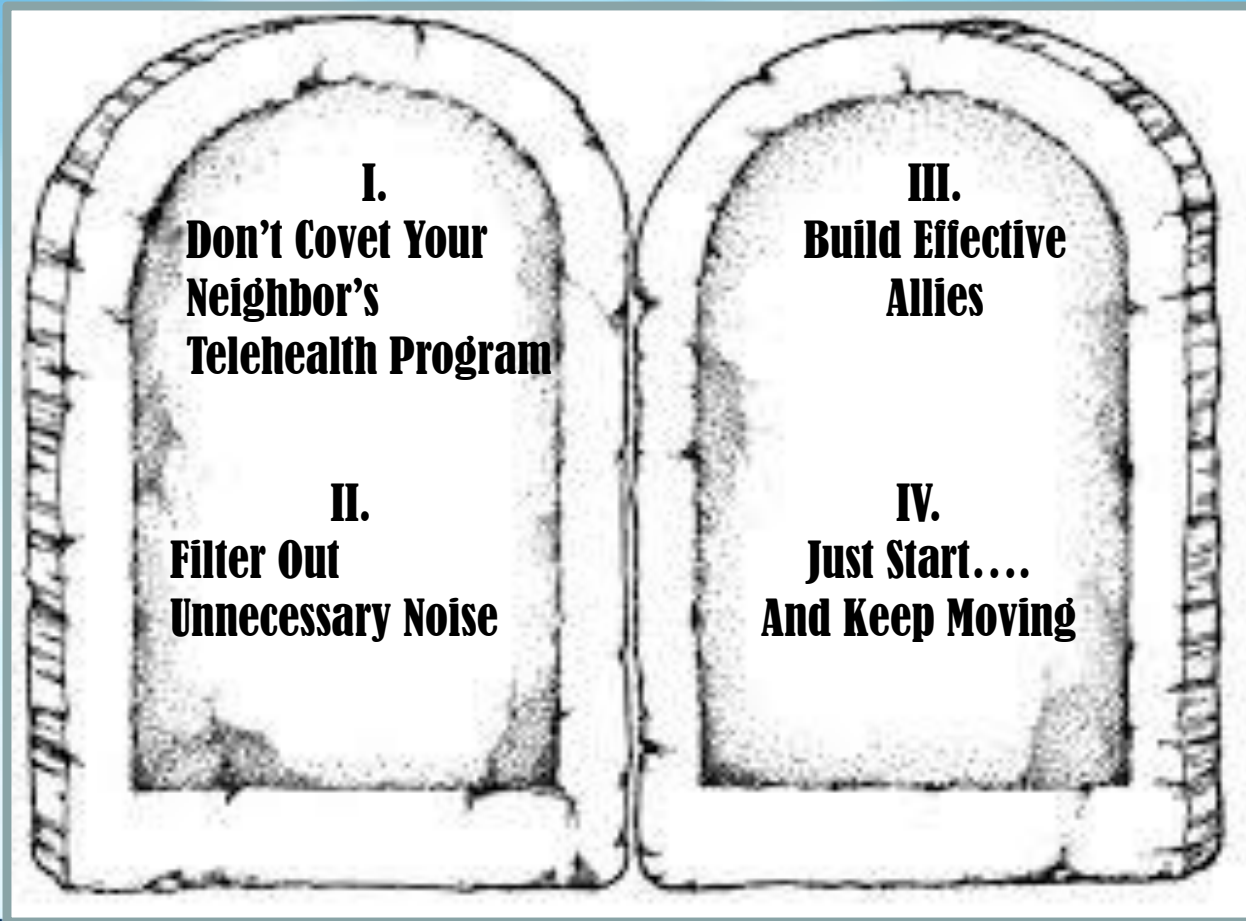 I.
Don’t Covet Your
Neighbor’s
Telehealth Program
II.
Filter Out
Unnecessary Noise
III.
Build Effective
Allies
IV.
Just Start....
And Keep Moving